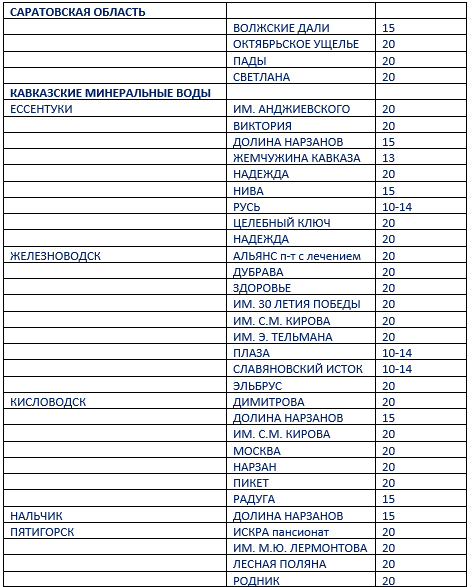 САРАТОВСКАЯ ОБЛАСТЬ
ВОЛЖСКИЕ ДАЛИ 15
ОКТЯБРЬСКОЕ УЩЕЛЬЕ 20
ПАДЫ 20
СВЕТЛАНА 20
КАВКАЗСКИЕ МИНЕРАЛЬНЫЕ ВОДЫ
ЕССЕНТУКИ ИМ. АНДЖИЕВСКОГО 20
ВИКТОРИЯ 20
ДОЛИНА НАРЗАНОВ 15
ЖЕМЧУЖИНА КАВКАЗА 13
НАДЕЖДА 20
НИВА 15
РУСЬ 10-14
ЦЕЛЕБНЫЙ КЛЮЧ 20
НАДЕЖДА 20
ЖЕЛЕЗНОВОДСК АЛЬЯНС п-т с лечением 20
ДУБРАВА 20
ЗДОРОВЬЕ 20
ИМ. 30 ЛЕТИЯ ПОБЕДЫ 20
ИМ. С.М. КИРОВА 20
ИМ. Э. ТЕЛЬМАНА 20
ПЛАЗА 10-14
СЛАВЯНОВСКИЙ ИСТОК 10-14
ЭЛЬБРУС 20
КИСЛОВОДСК ДИМИТРОВА 20
ДОЛИНА НАРЗАНОВ 15
ИМ. С.М. КИРОВА 20
МОСКВА 20
НАРЗАН 20
ПИКЕТ 20
РАДУГА 15
НАЛЬЧИК ДОЛИНА НАРЗАНОВ 15
ПЯТИГОРСК ИСКРА пансионат 20
ИМ. М.Ю. ЛЕРМОНТОВА 20
ЛЕСНАЯ ПОЛЯНА 20
РОДНИК 20